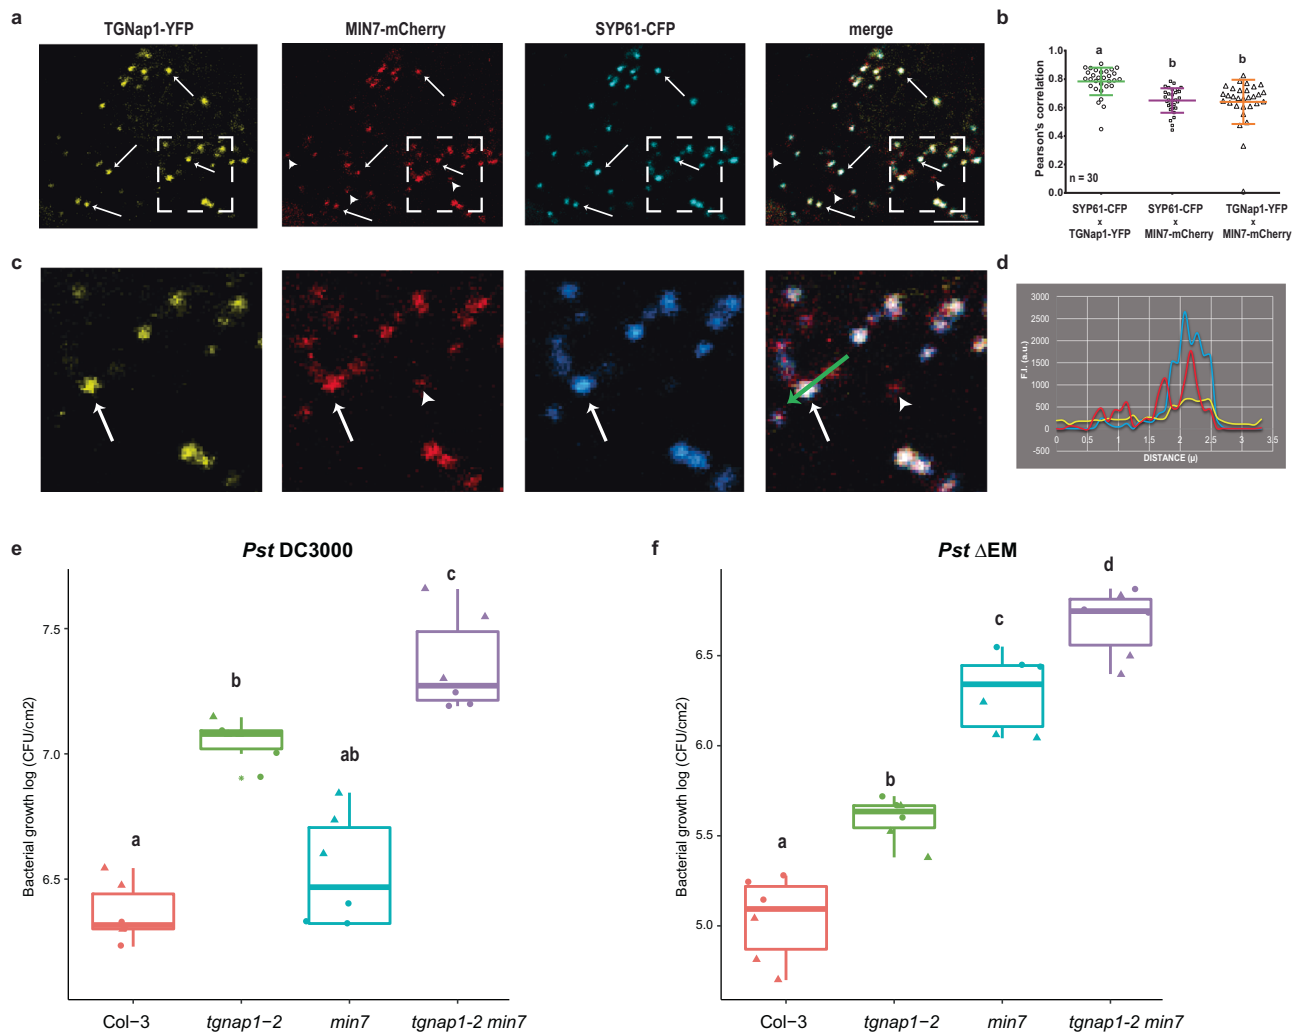 a
TGNap1-YFP
MIN7-mCherry
SYP61-CFP
merge
b
Pearson's correlation
1.0
0.8
0.6
0.4
0.2
0.0
a
b
b
n = 30
SYP61-CFP
x
TGNap1-YFP
SYP61-CFP
x
MIN7-mCherry
TGNap1-YFP
x
MIN7-mCherry
c
d
F.I. (a.u.)
3000
2500
2000
1500
1000
500
0
-500
0 0.5 1 1.5 2 2.5 3 3.5
DISTANCE (μ)
e
Pst DC3000
Bacterial growth log (CFU/cm2)
7.5
7.0
6.5
a
b
ab
c
Col−3 tgnap1−2 min7 tgnap1-2 min7
f
Pst ΔEM
Bacterial growth log (CFU/cm2)
6.5
6.0
5.5
5.0
a
b
c
d
Col−3 tgnap1−2 min7 tgnap1-2 min7